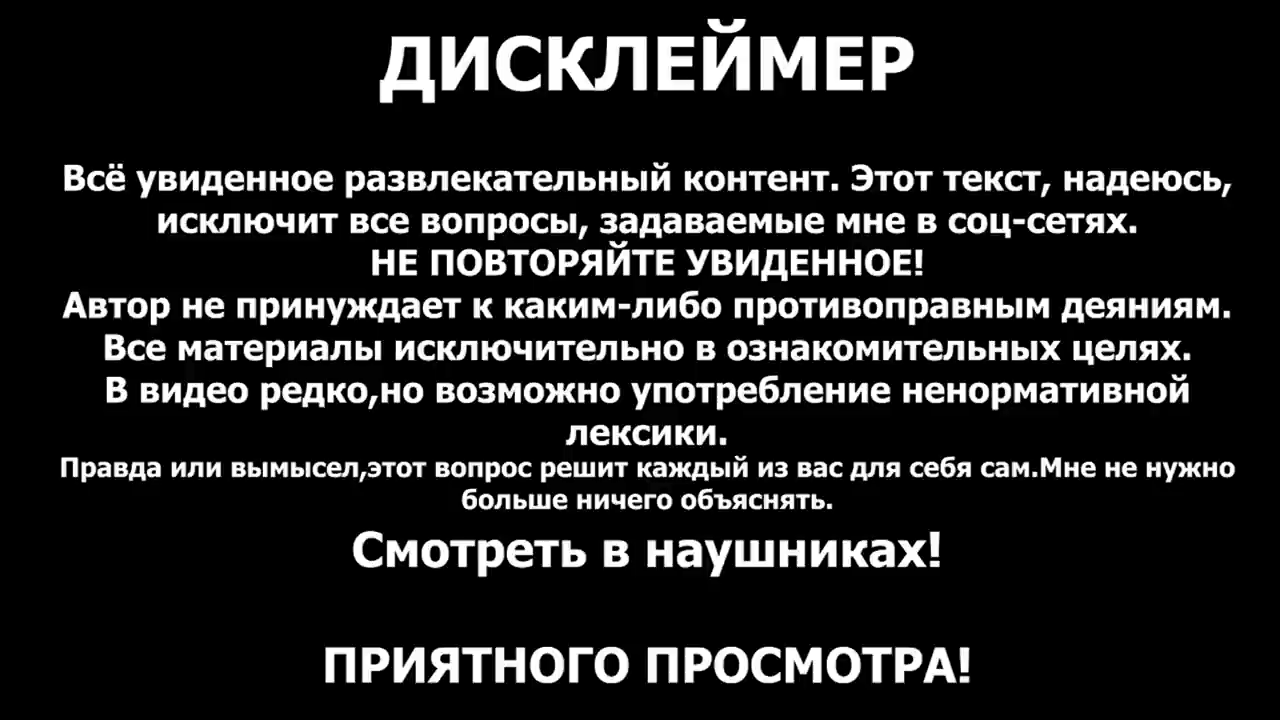 ДИСКЛЕЙМЕР
Всё увиденное развлекательный контент. Этот текст, надеюсь,
исключит все вопросы, задаваемые мне в соц-сетях.
НЕ ПОВТОРЯЙТЕ УВИДЕННОЕ!
Автор не принуждает к каким-либо противоправным деяниям.
Все материалы исключительно в ознакомительных целях.
В видео редко,но возможно употребление ненормативной
лексики.
Правда или вымысел,этот вопрос решит каждый из вас для себя сам.Мне не нужно
больше ничего объяснять.
Смотреть в наушниках!
ПРИЯТНОГО ПРОСМОТРА!